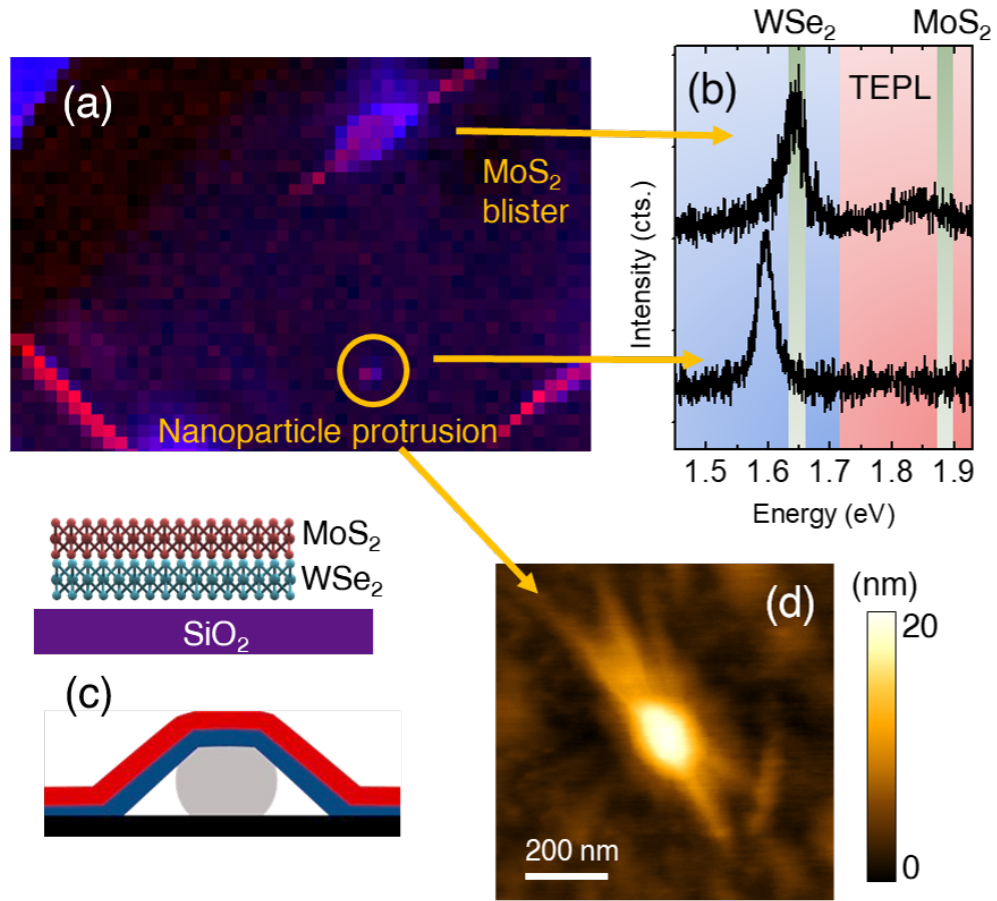 (a)
MoS₂
blister
Nanoparticle protrusion
WSe₂
MoS₂
(b)
TEPL
Intensity (cts.)
1.5 1.6 1.7 1.8 1.9
Energy (eV)
MoS₂
WSe₂
SiO₂
(c)
(d)
200 nm
(nm)
20
0